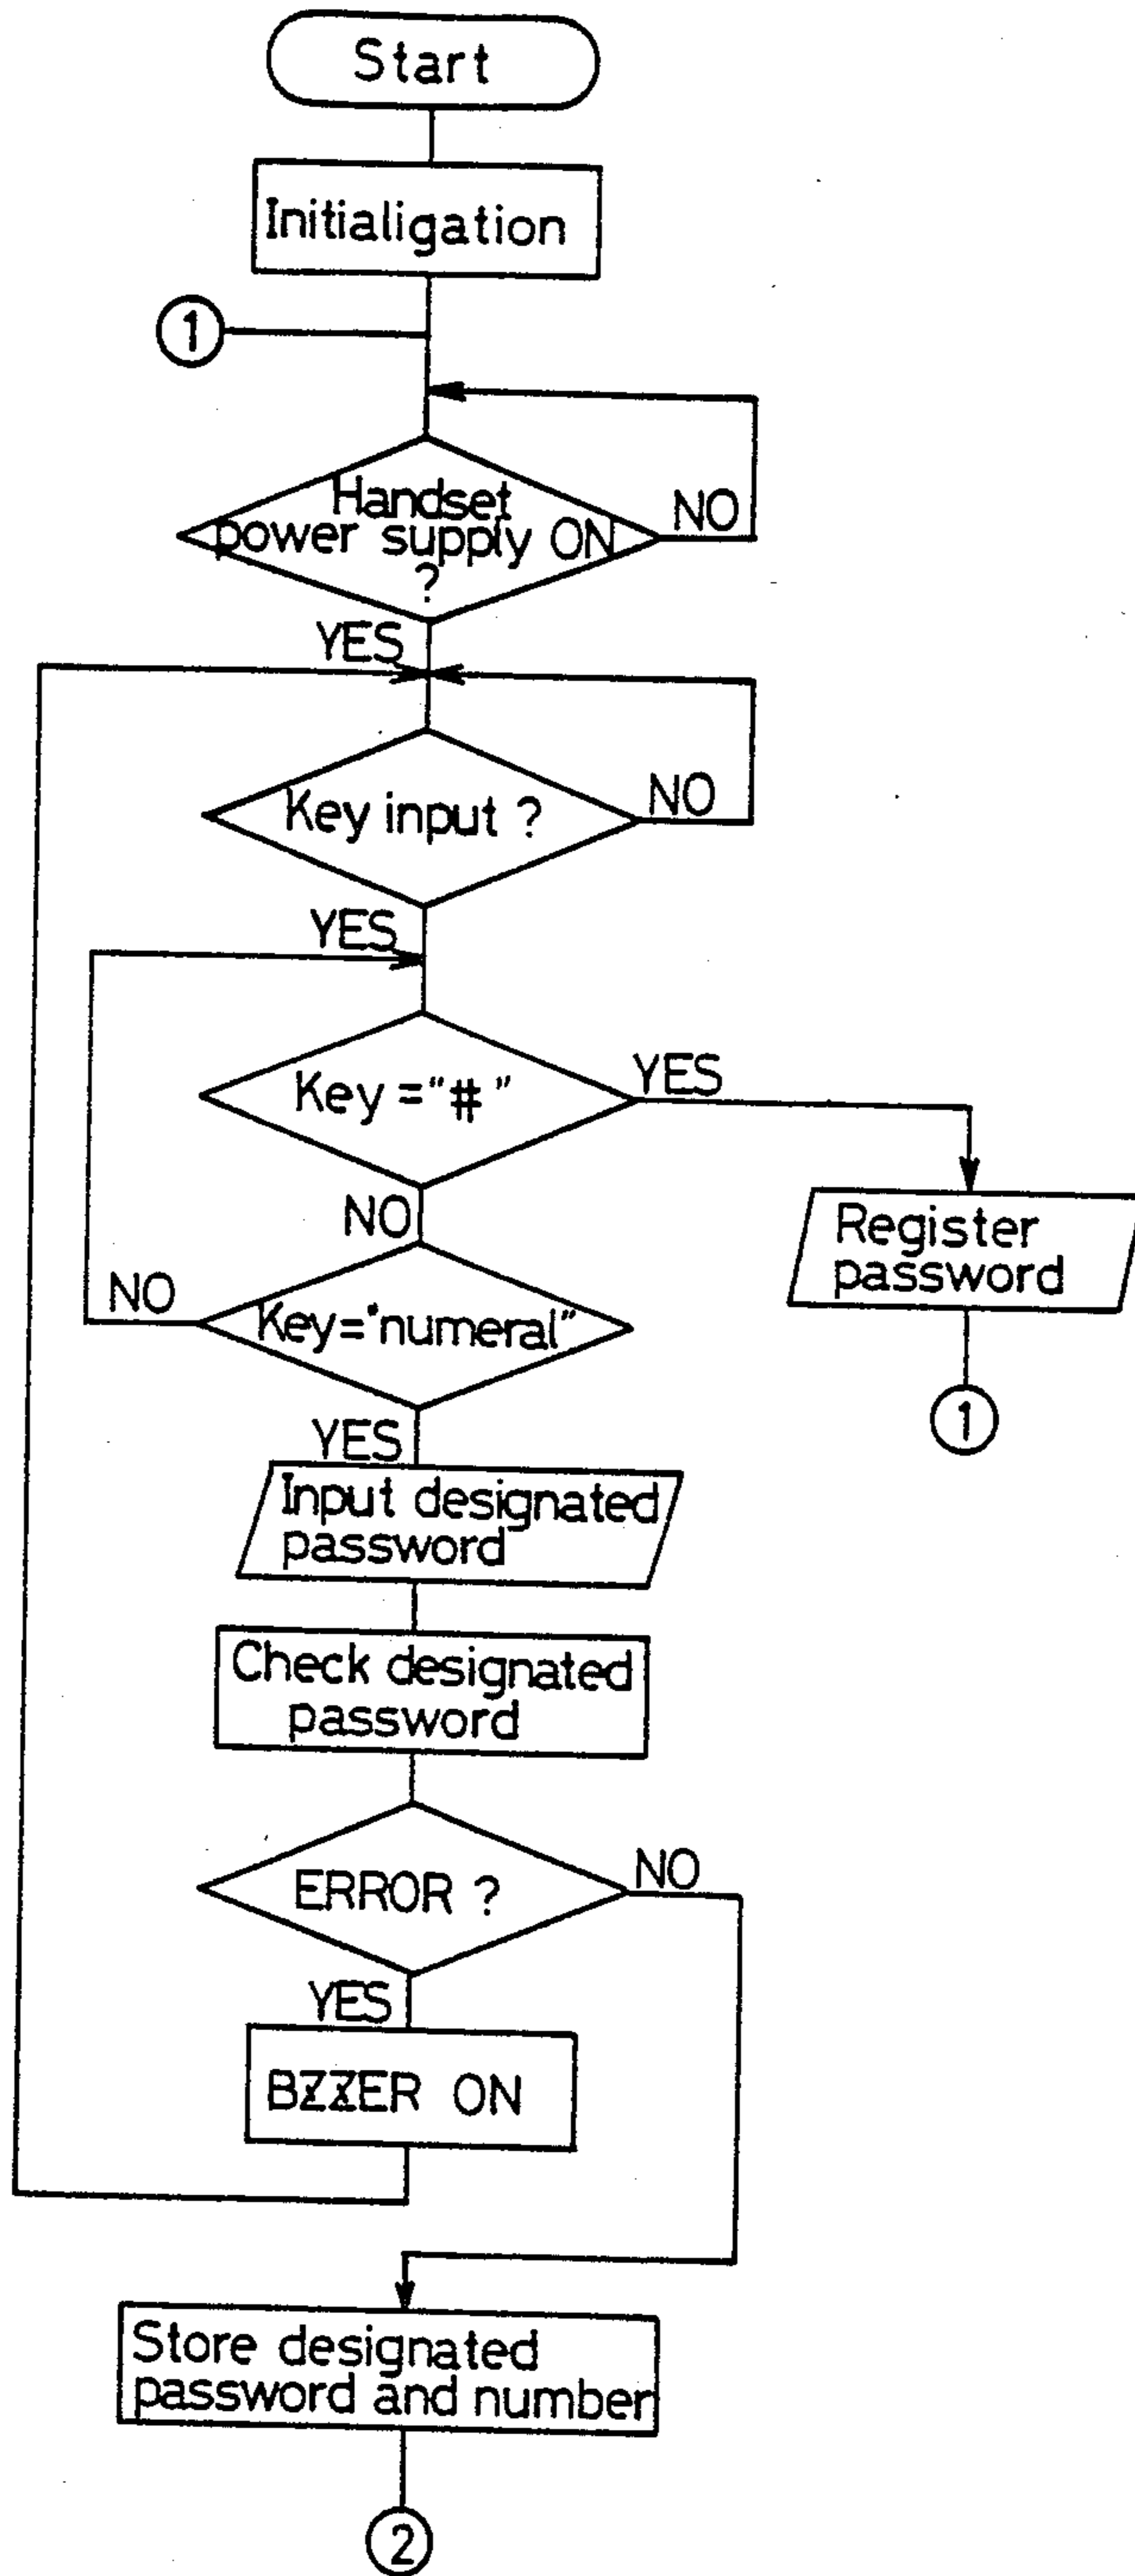 Start
Initialigation
1
Handset
power supply ON
?
NO
YES
Key input ?
NO
YES
Key="#"
YES
NO
Register
password
1
Key="numeral"
NO
YES
Input designated
password
Check designated
password
ERROR ?
NO
YES
BZZER ON
Store designated
password and number
2